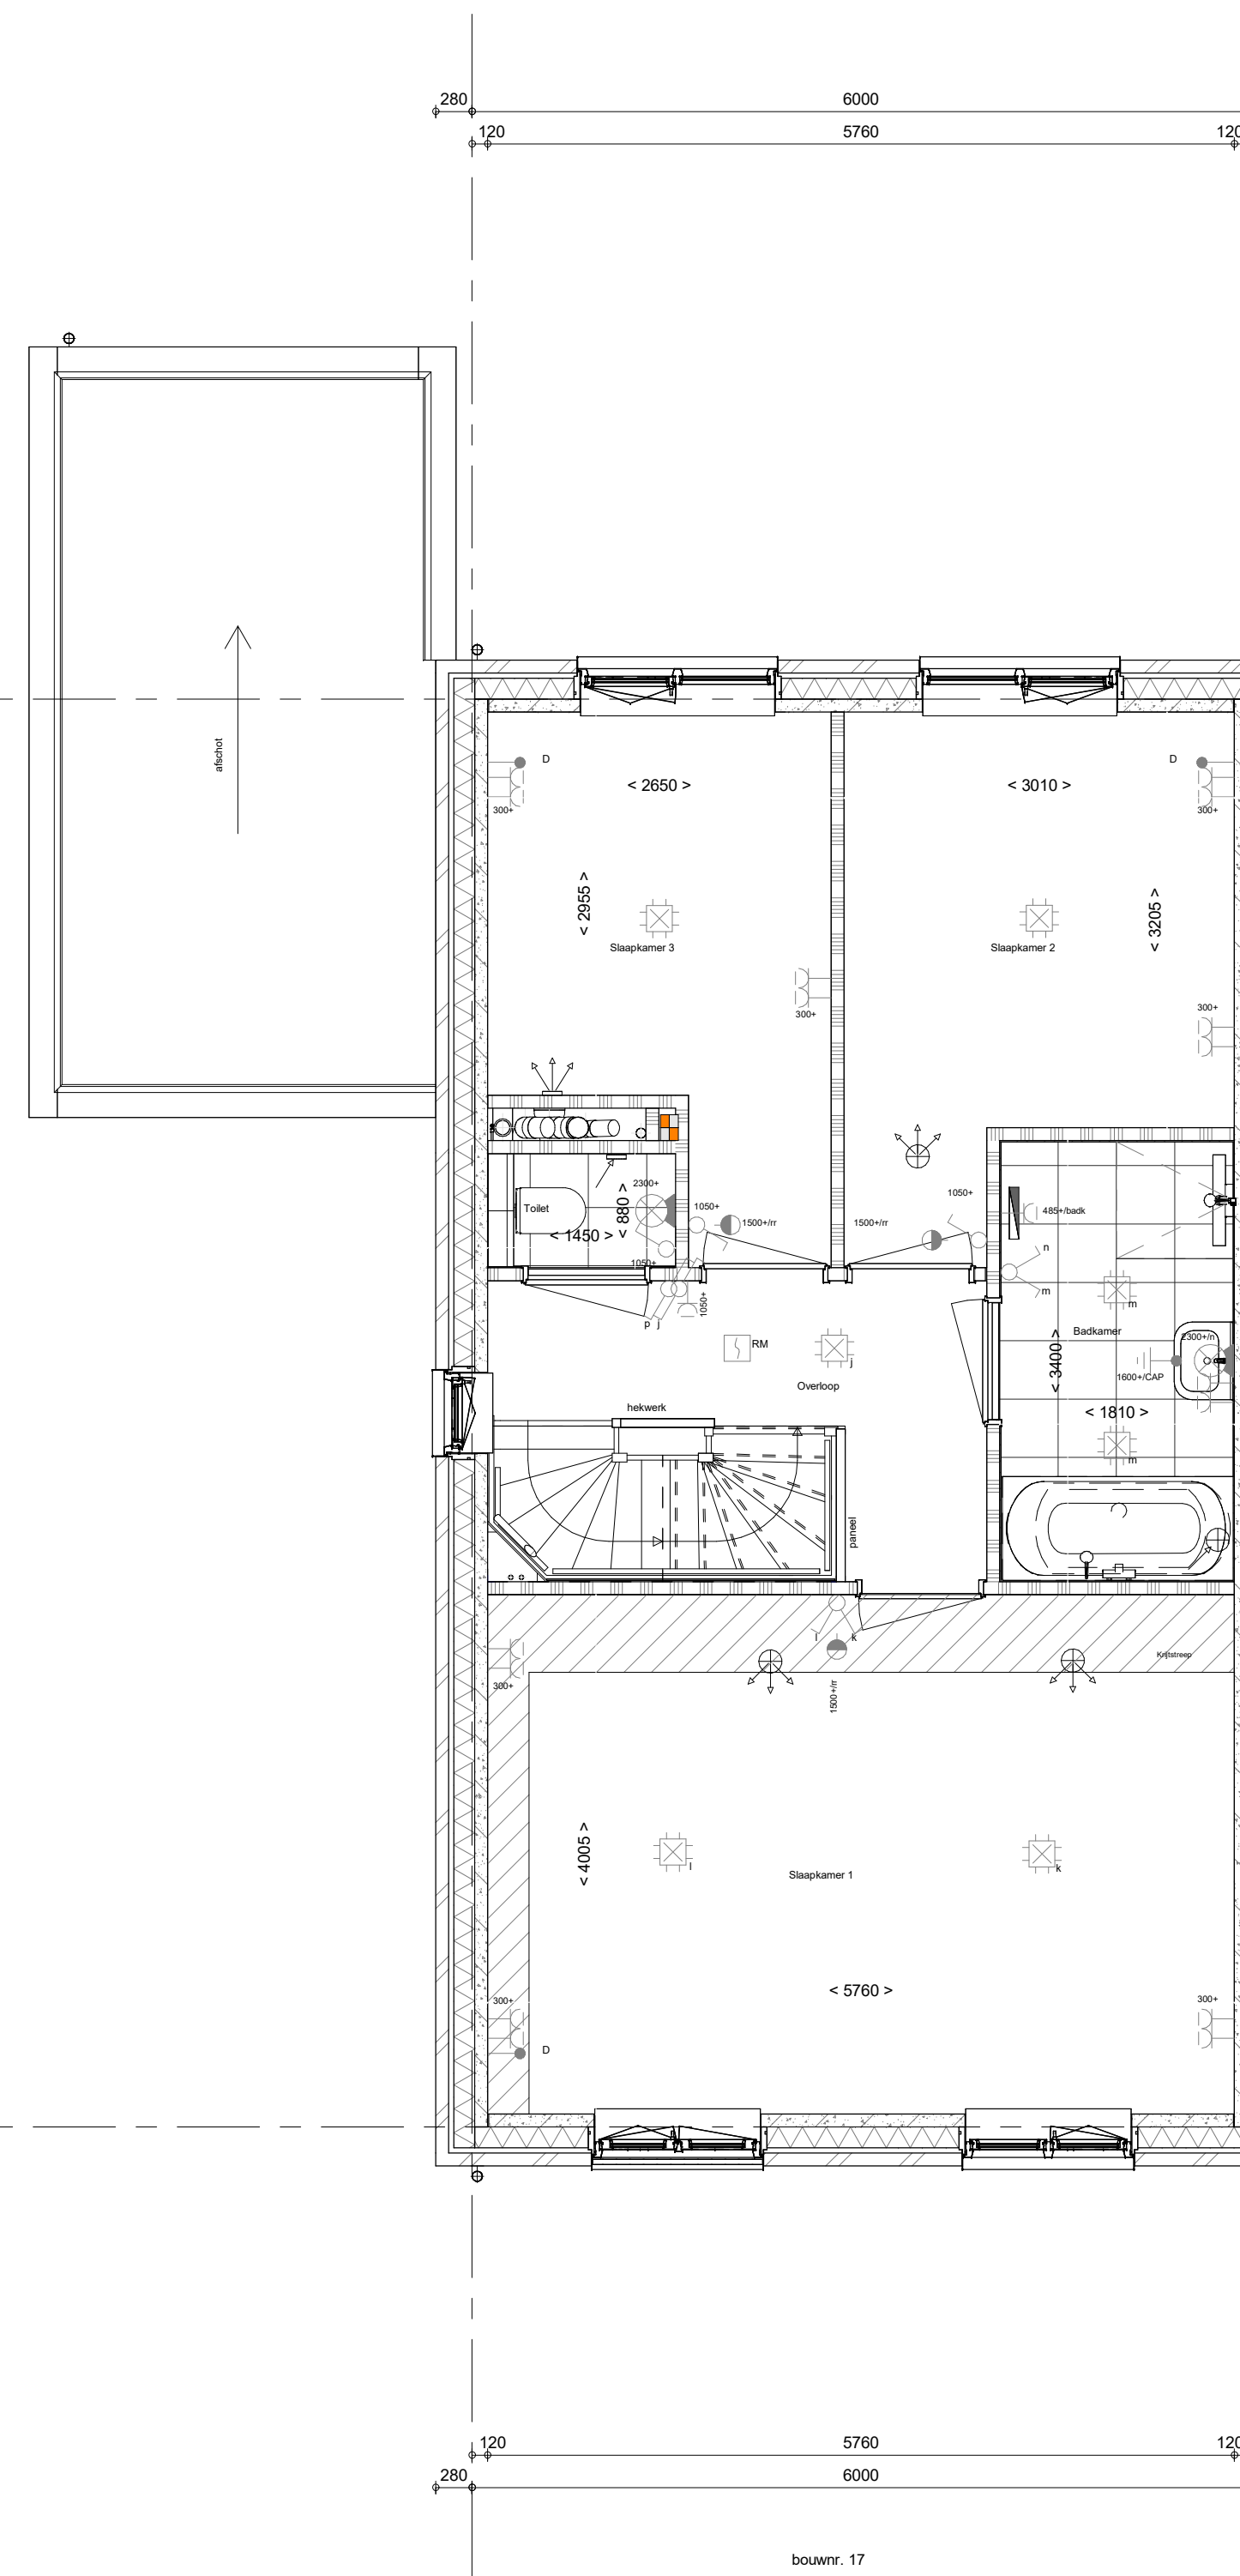 280
6000
120
5760
120
afschot
D
D
< 2650 >
< 3010 >
300+
300+
< 2955 >
< 3205 >
Slaapkamer 3
Slaapkamer 2
300+
300+
2300+
Toilet
< 880 >
< 1450 >
1050+
1050+
1500+/rr
1500+/rr
1050+
485+/badk
n
m
1050+
p
j
RM
j
m
Badkamer
2300+/n
< 3400 >
1600+/CAP
Overloop
hekwerk
< 1810 >
m
paneel
l
k
Krijtstreep
300+
1500+/rr
< 4005 >
l
k
Slaapkamer 1
< 5760 >
300+
300+
D
120
5760
120
280
6000
bouwnr. 17